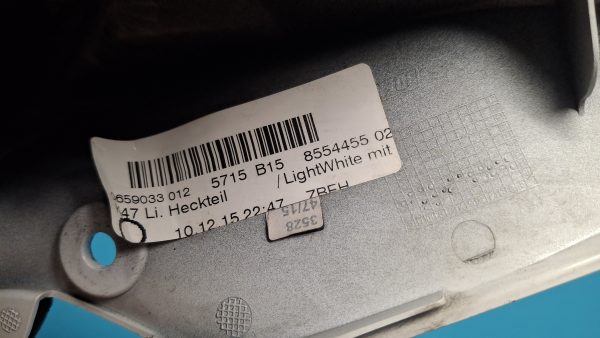 659033 012 5715 B15 8554455 02
47 Li. Heckteil /LightWhite mit
10.12.15 22:47
3528
47/15